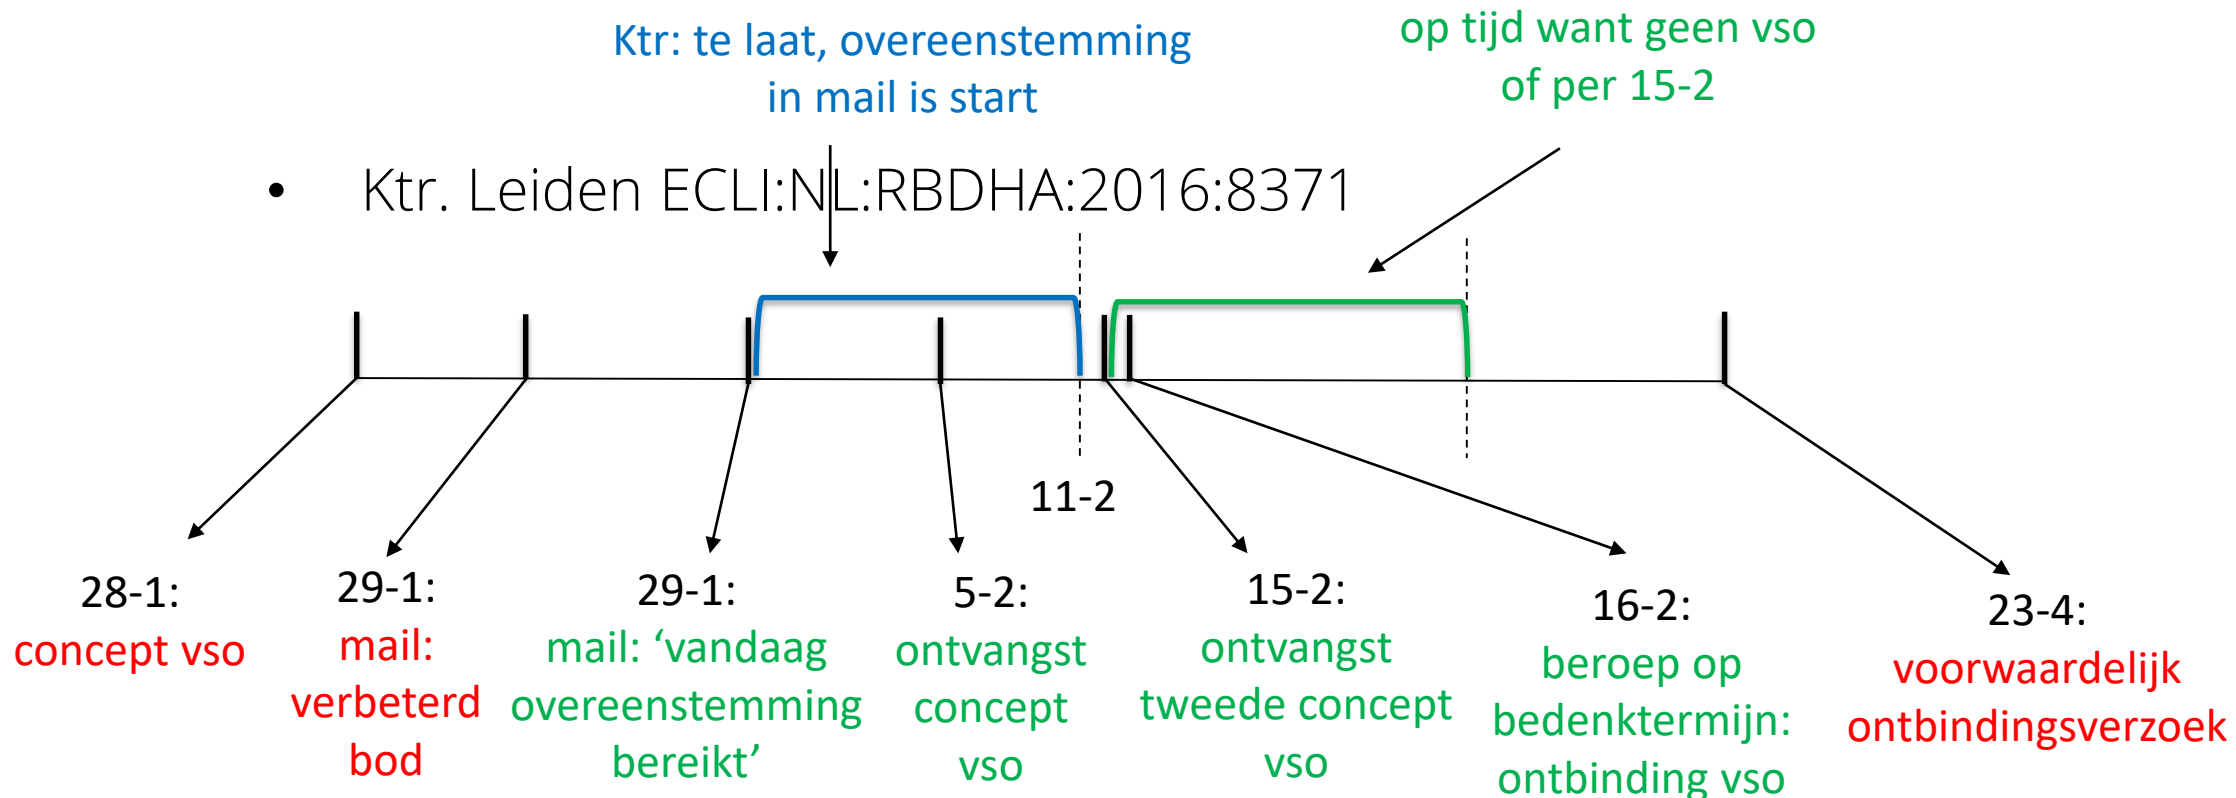 Ktr: te laat, overeenstemming
in mail is start
op tijd want geen vso
of per 15-2
• Ktr. Leiden ECLI:NL:RBDHA:2016:8371
11-2
28-1:
concept vso
29-1:
mail:
verbeterd
bod
29-1:
mail: ‘vandaag
overeenstemming
bereikt’
5-2:
ontvangst
concept
vso
15-2:
ontvangst
tweede concept
vso
16-2:
beroep op
bedenktermijn:
ontbinding vso
23-4:
voorwaardelijk
ontbindingsverzoek